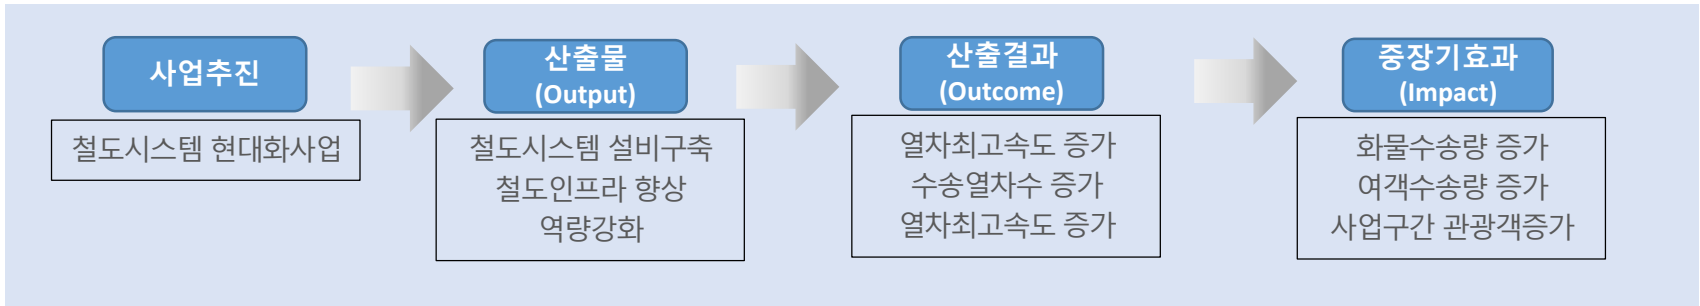 사업추진
철도시스템 현대화사업
산출물
(Output)
철도시스템 설비구축
철도인프라 향상
역량강화
산출결과
(Outcome)
열차최고속도 증가
수송열차수 증가
열차최고속도 증가
중장기효과
(Impact)
화물수송량 증가
여객수송량 증가
사업구간 관광객증가